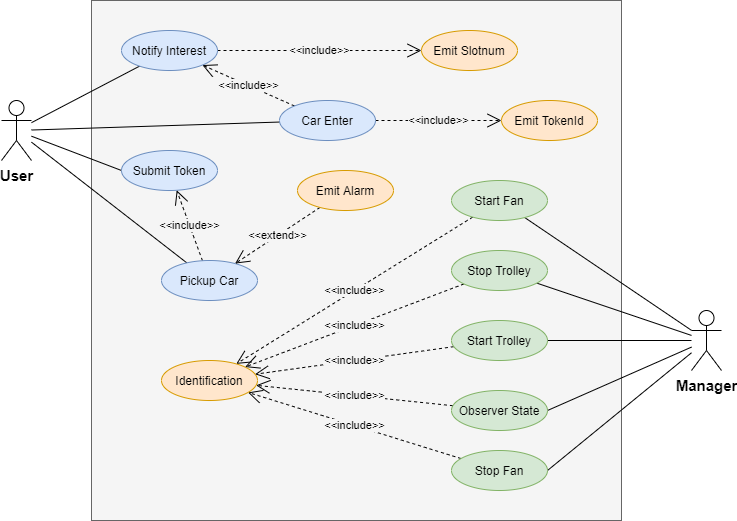 Notify Interest
<<include>>
Emit Slotnum
<<include>>
Car Enter
<<include>>
Emit TokenId
User
Submit Token
Emit Alarm
<<include>>
<<extend>>
Pickup Car
Start Fan
Stop Trolley
<<include>>
<<include>>
Start Trolley
<<include>>
Manager
Identification
<<include>>
Observer State
<<include>>
Stop Fan